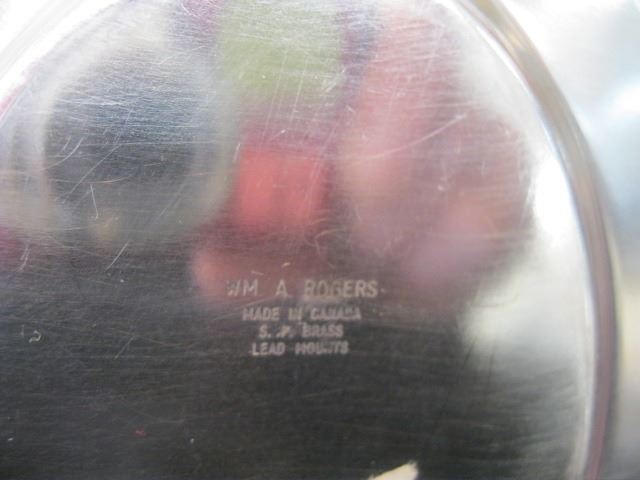 WM A ROGERS
MADE IN CANADA
S. P. BRASS
LEAD MOUNTS